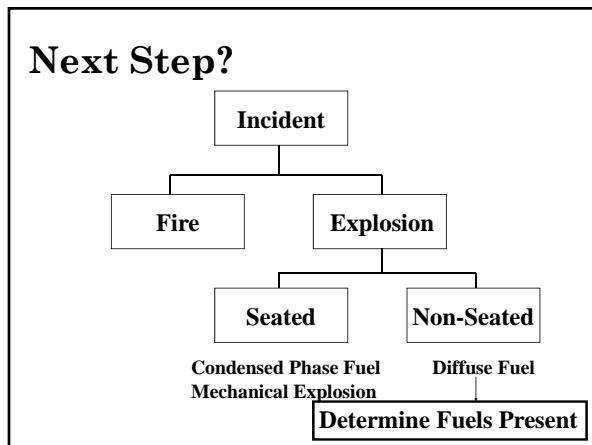 Next Step?
Incident
Fire
Explosion
Seated
Non-Seated
Condensed Phase Fuel
Mechanical Explosion
Diffuse Fuel
Determine Fuels Present